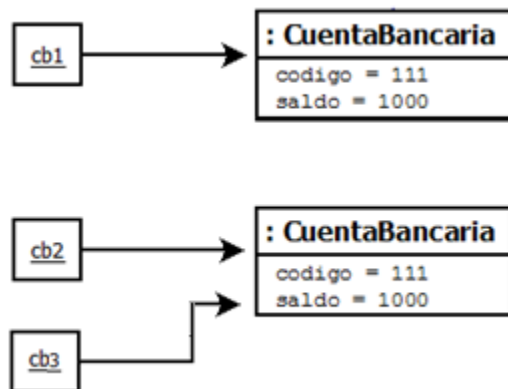 cb1
: CuentaBancaria
codigo = 111
saldo = 1000
cb2
: CuentaBancaria
codigo = 111
saldo = 1000
cb3